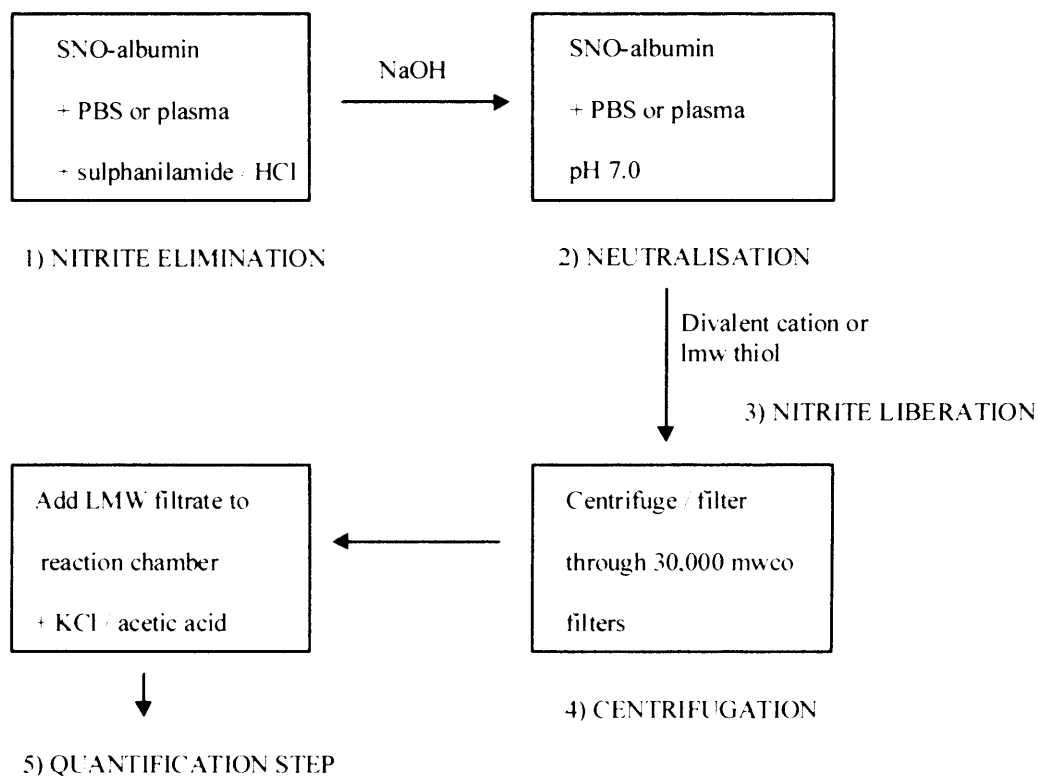 SNO-albumin
+ PBS or plasma
+ sulphanilamide / HCl
NaOH
SNO-albumin
+ PBS or plasma
pH 7.0
1) NITRITE ELIMINATION
2) NEUTRALISATION
Divalent cation or
lmw thiol
3) NITRITE LIBERATION
Centrifuge / filter
through 30,000 mwco
filters
4) CENTRIFUGATION
Add LMW filtrate to
reaction chamber
+ KCl / acetic acid
5) QUANTIFICATION STEP